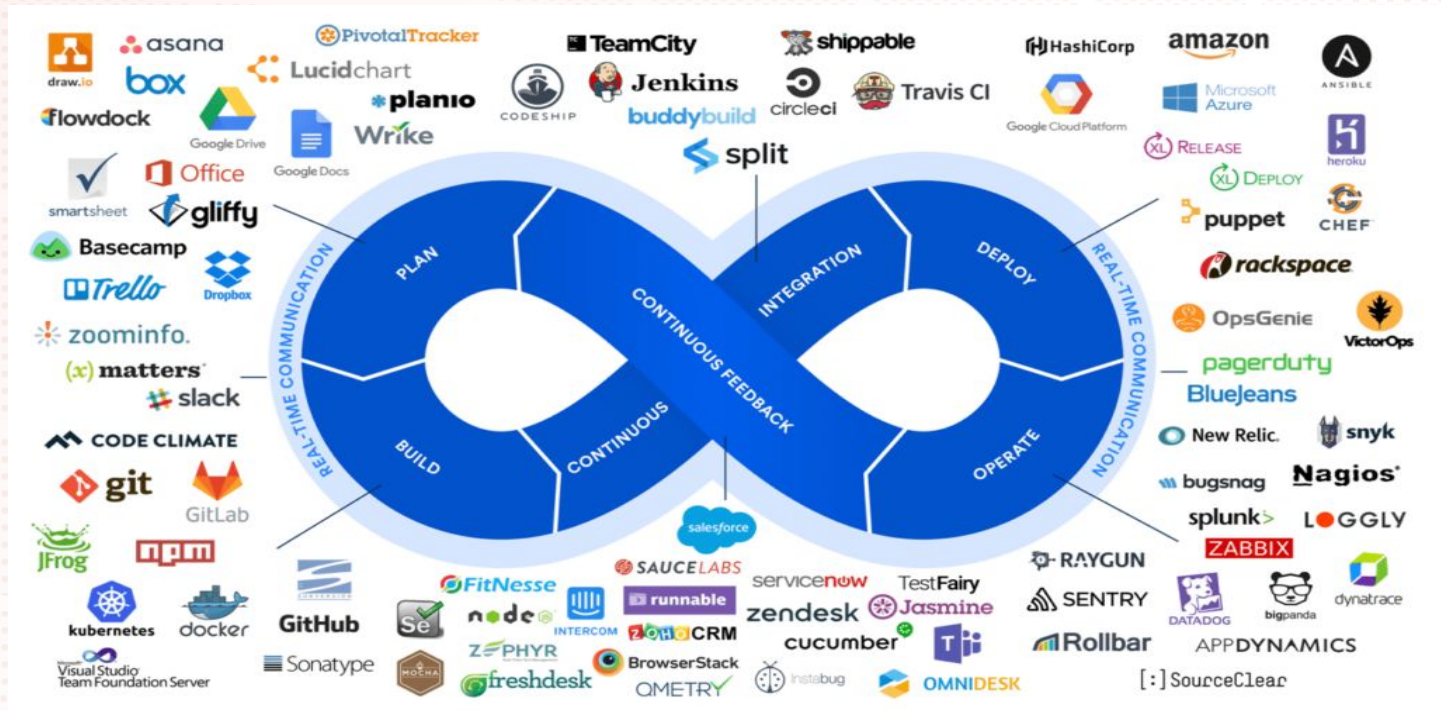 draw.io
asana
box
PivotalTracker
Lucidchart
planio
flowdock
Google Drive
Google Docs
Wrike
smartsheet
Office
gliffy
Basecamp
Trello
Dropbox
zoominfo.
(x) matters
slack
TeamCity
CODESHIP
Jenkins
buddybuild
shippable
circleci
Travis CI
split
HashiCorp
amazon
ANSIBLE
Google Cloud Platform
Microsoft
Azure
XL RELEASE
heroku
XL DEPLOY
puppet
CHEF
rackspace
OpsGenie
VictorOps
pagerduty
BlueJeans
REAL-TIME COMMUNICATION
PLAN
BUILD
CONTINUOUS
INTEGRATION
CONTINUOUS FEEDBACK
DEPLOY
OPERATE
REAL-TIME COMMUNICATION
CODE CLIMATE
git
GitLab
JFrog
npm
kubernetes
docker
GitHub
SUBVERSION
Visual Studio
Team Foundation Server
Sonatype
salesforce
FitNesse
Se
node
INTERCOM
ZEPHYR
MOCHA
freshdesk
SAUCELABS
runnable
ZOHO CRM
BrowserStack
QMETRY
servicenow
zendesk
TestFairy
Jasmine
cucumber
T
Instabug
OMNIDESK
New Relic.
snyk
bugsnag
Nagios
splunk>
LOGGLY
ZABBIX
RAYGUN
SENTRY
DATADOG
bigpanda
dynatrace
Rollbar
APPDYNAMICS
[:]SourceClear